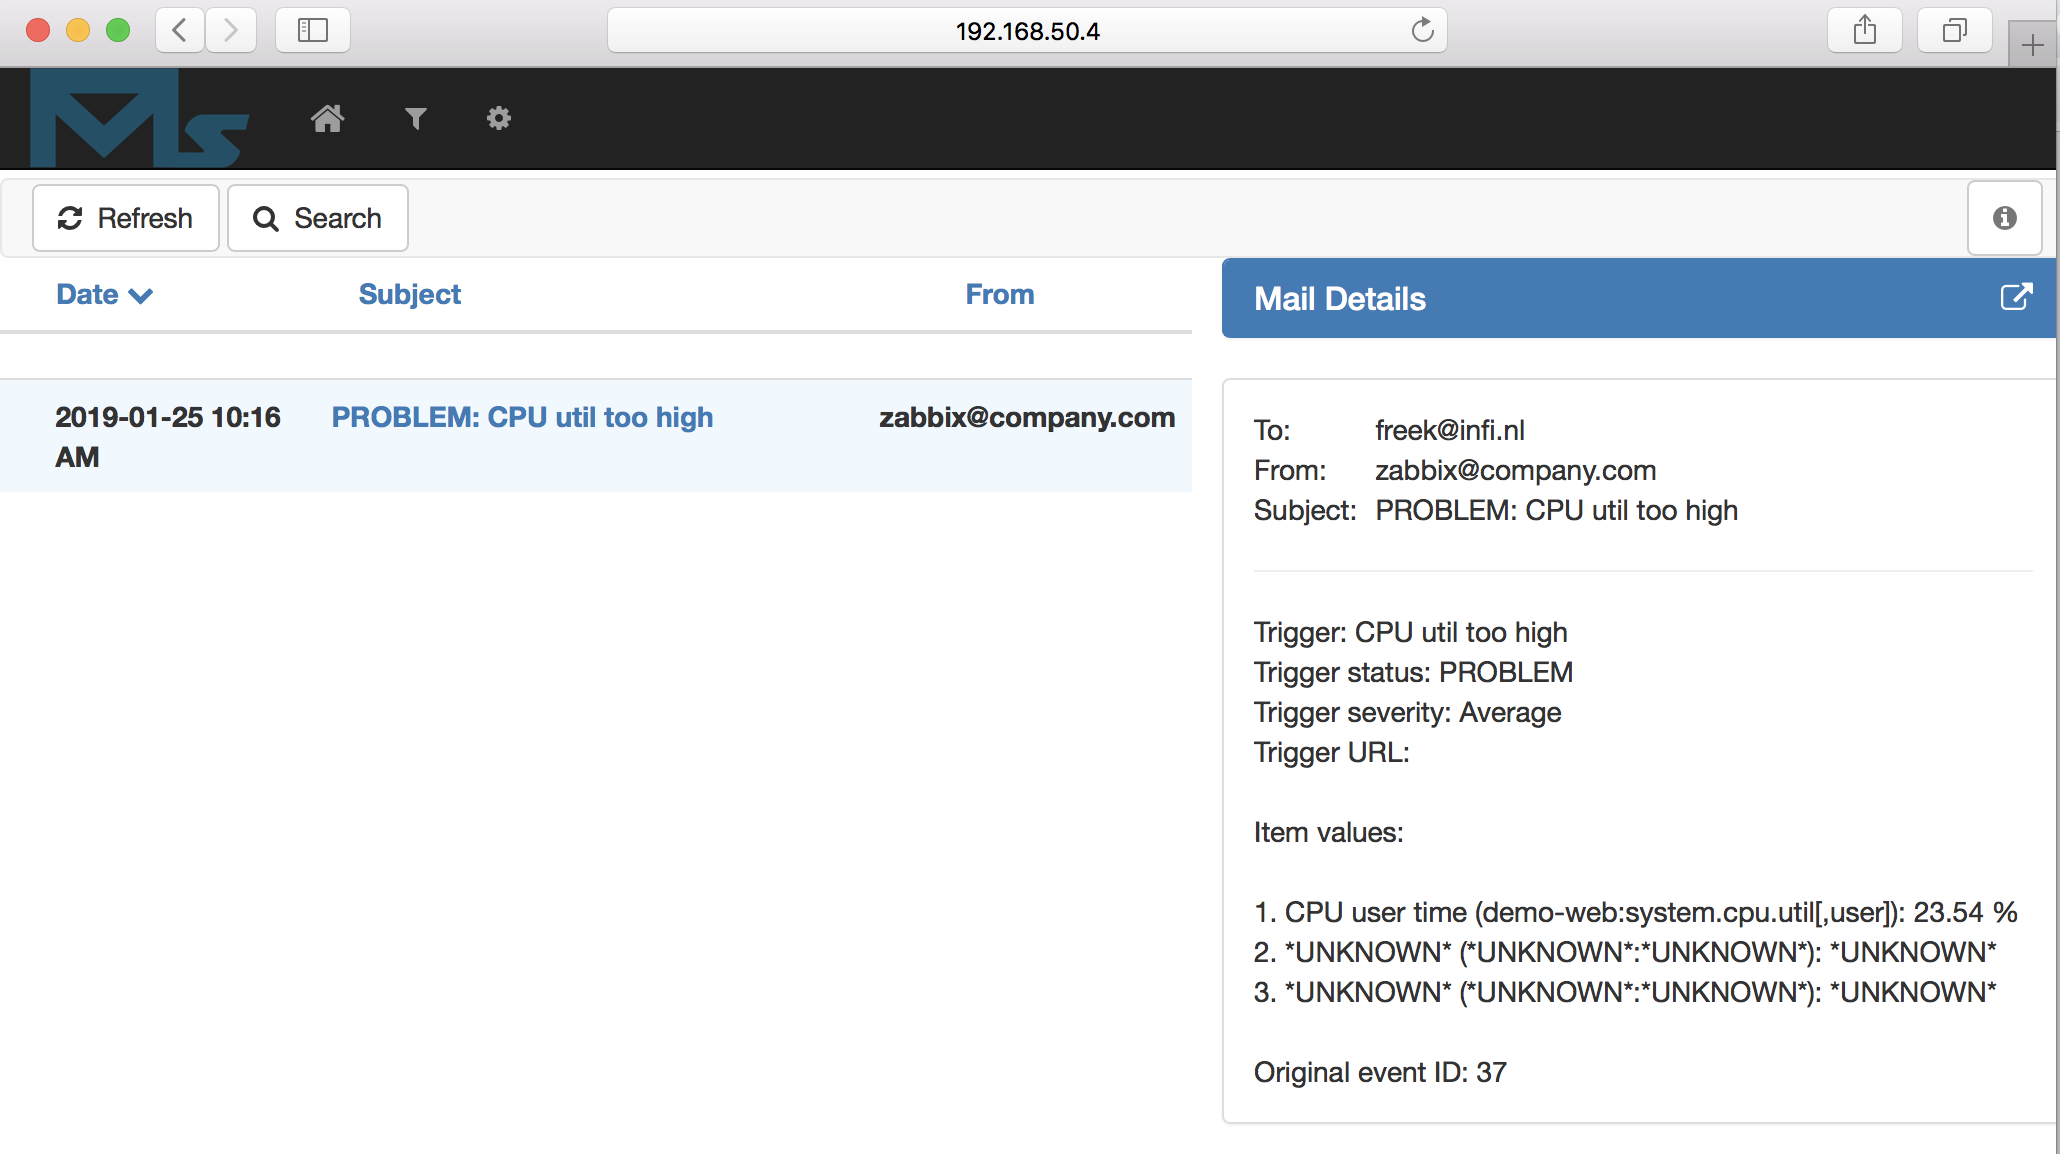 192.168.50.4
Ms
Refresh
Search
Date
Subject
From
2019-01-25 10:16
AM
PROBLEM: CPU util too high
zabbix@company.com
Mail Details
To: freek@infi.nl
From: zabbix@company.com
Subject: PROBLEM: CPU util too high
Trigger: CPU util too high
Trigger status: PROBLEM
Trigger severity: Average
Trigger URL:
Item values:
1. CPU user time (demo-web:system.cpu.util[,user]): 23.54 %
2. *UNKNOWN* (*UNKNOWN*:*UNKNOWN*): *UNKNOWN*
3. *UNKNOWN* (*UNKNOWN*:*UNKNOWN*): *UNKNOWN*
Original event ID: 37